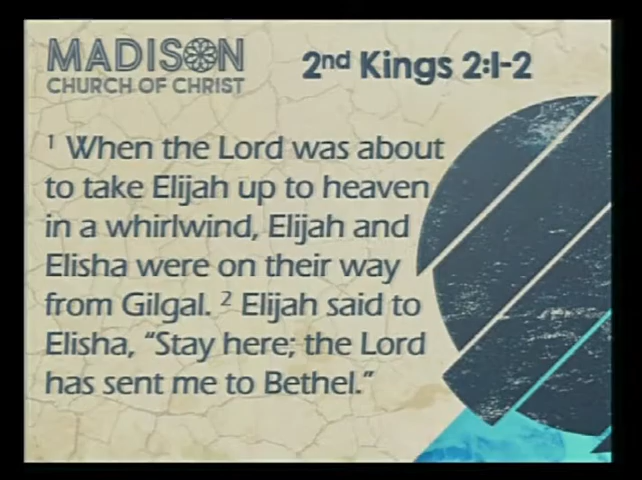 MADISON
CHURCH OF CHRIST
2nd Kings 2:1-2
1 When the Lord was about
to take Elijah up to heaven
in a whirlwind, Elijah and
Elisha were on their way
from Gilgal. 2 Elijah said to
Elisha, “Stay here; the Lord
has sent me to Bethel.”